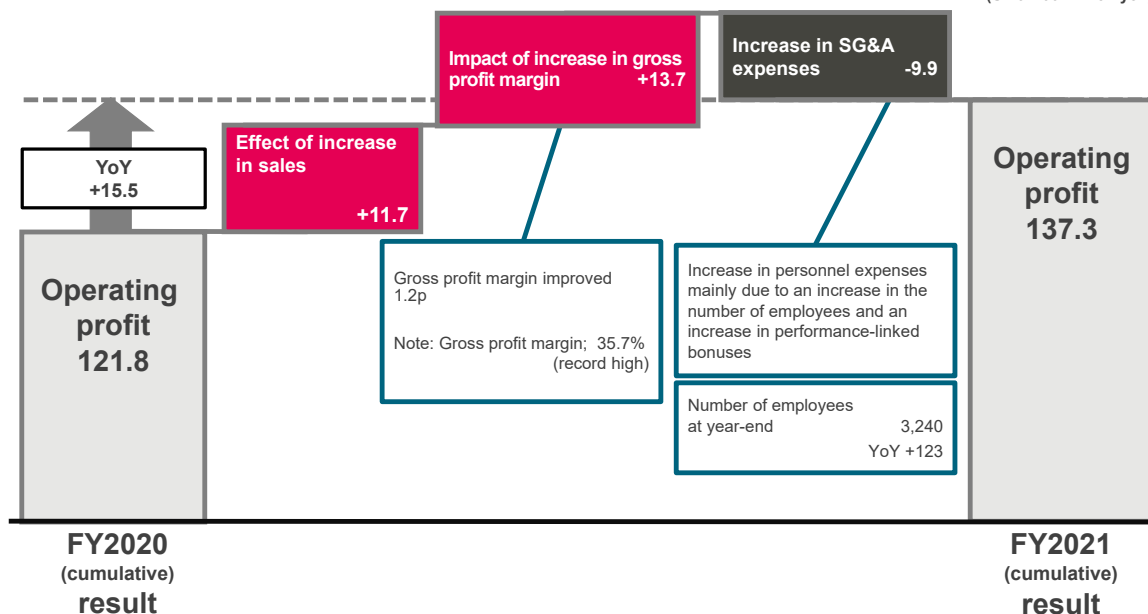 Impact of increase in gross
profit margin +13.7
Increase in SG&A
expenses -9.9
Effect of increase
in sales
+11.7
YoY
+15.5
Operating
profit
121.8
Operating
profit
137.3
Gross profit margin improved
1.2p
Note: Gross profit margin; 35.7%
(record high)
Increase in personnel expenses
mainly due to an increase in the
number of employees and an
increase in performance-linked
bonuses
Number of employees
at year-end 3,240
YoY +123
FY2020
(cumulative)
result
FY2021
(cumulative)
result